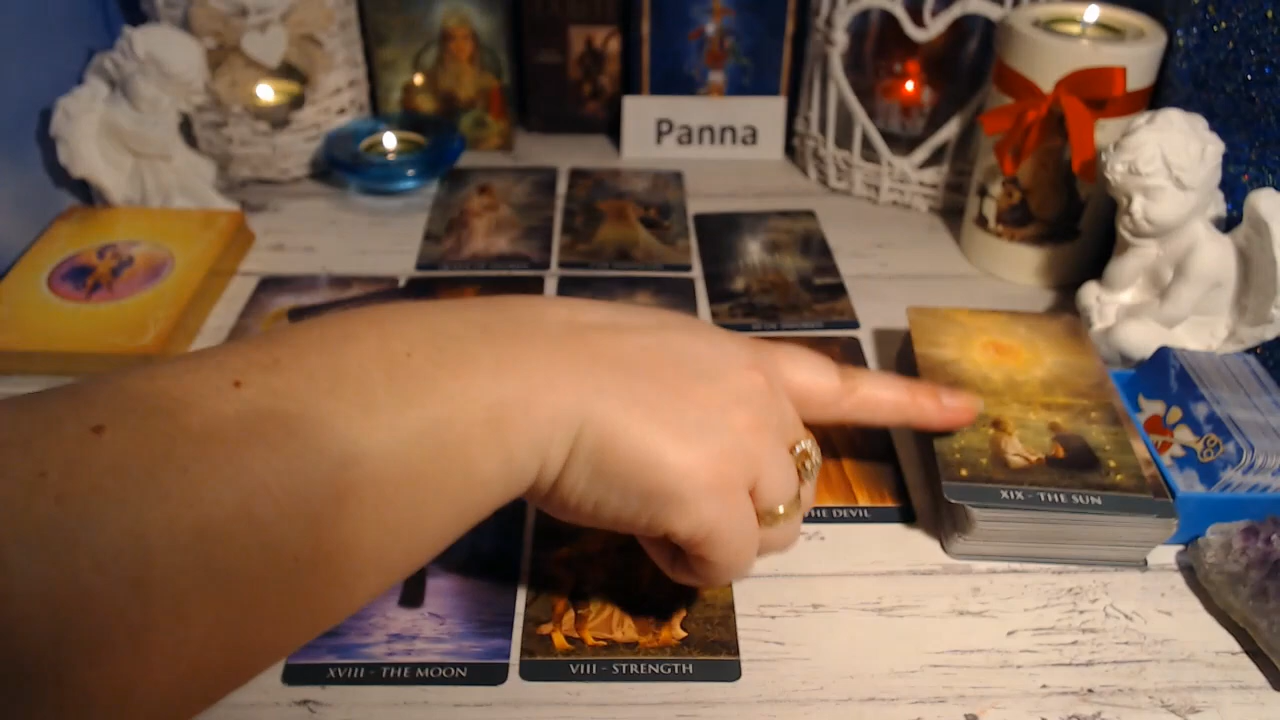 Panna
XIX - THE SUN
THE DEVIL
XVIII - THE MOON
VIII - STRENGTH